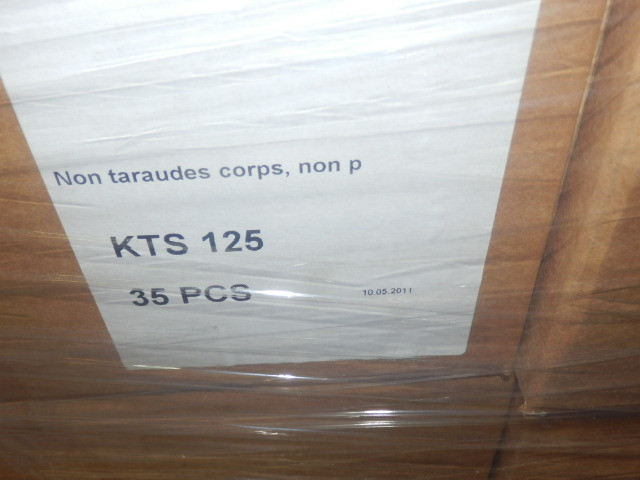 Non taraudes corps, non p
KTS 125
35 PCS
10.05.2011